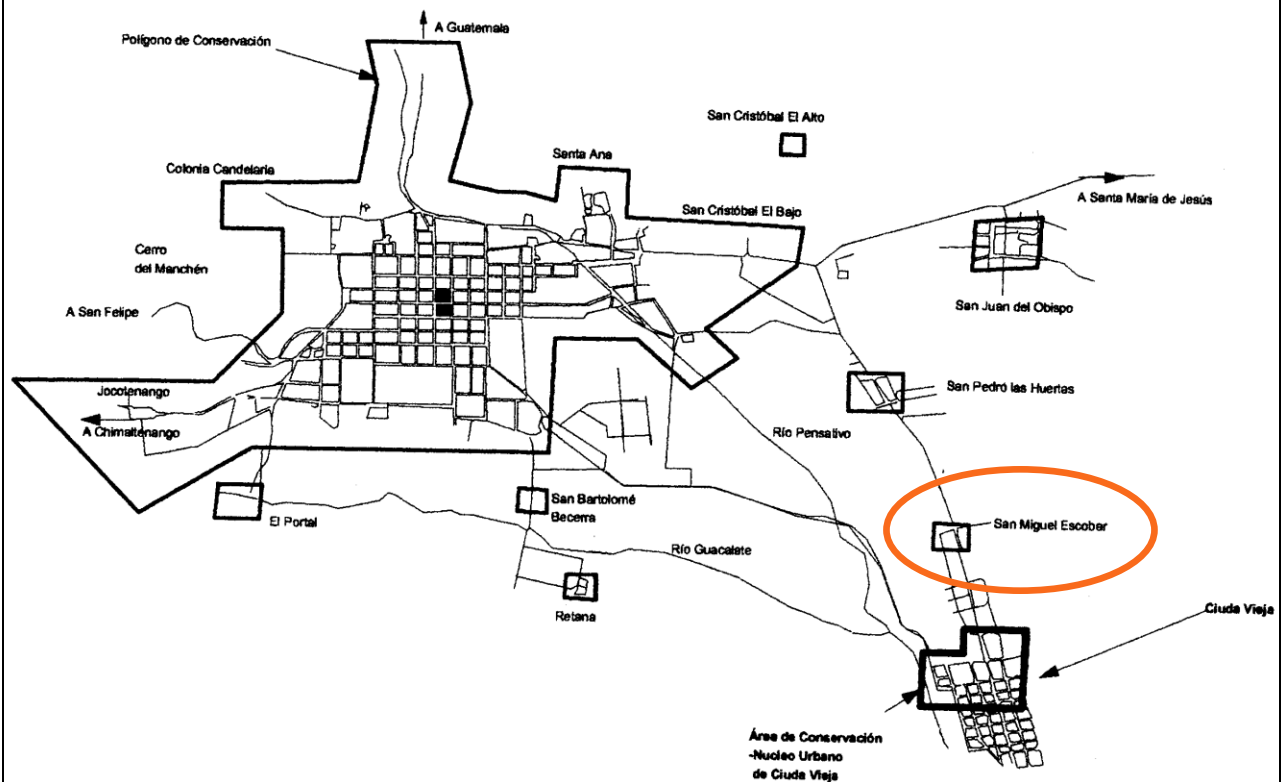 A Guatemala
Polígono de Conservación
San Cristóbal El Alto
Santa Ana
Colonia Candelaria
A Santa María de Jesús
San Cristóbal El Bajo
Cerro
del Manchén
San Juan del Obispo
A San Felipe
Jocotenango
San Pedro las Huertas
A Chimaltenango
Río Pensativo
San Bartolomé
Becerra
El Portal
San Miguel Escobar
Río Guacalate
Retana
Ciuda Vieja
Área de Conservación
-Nucleo Urbano
de Ciuda Vieja